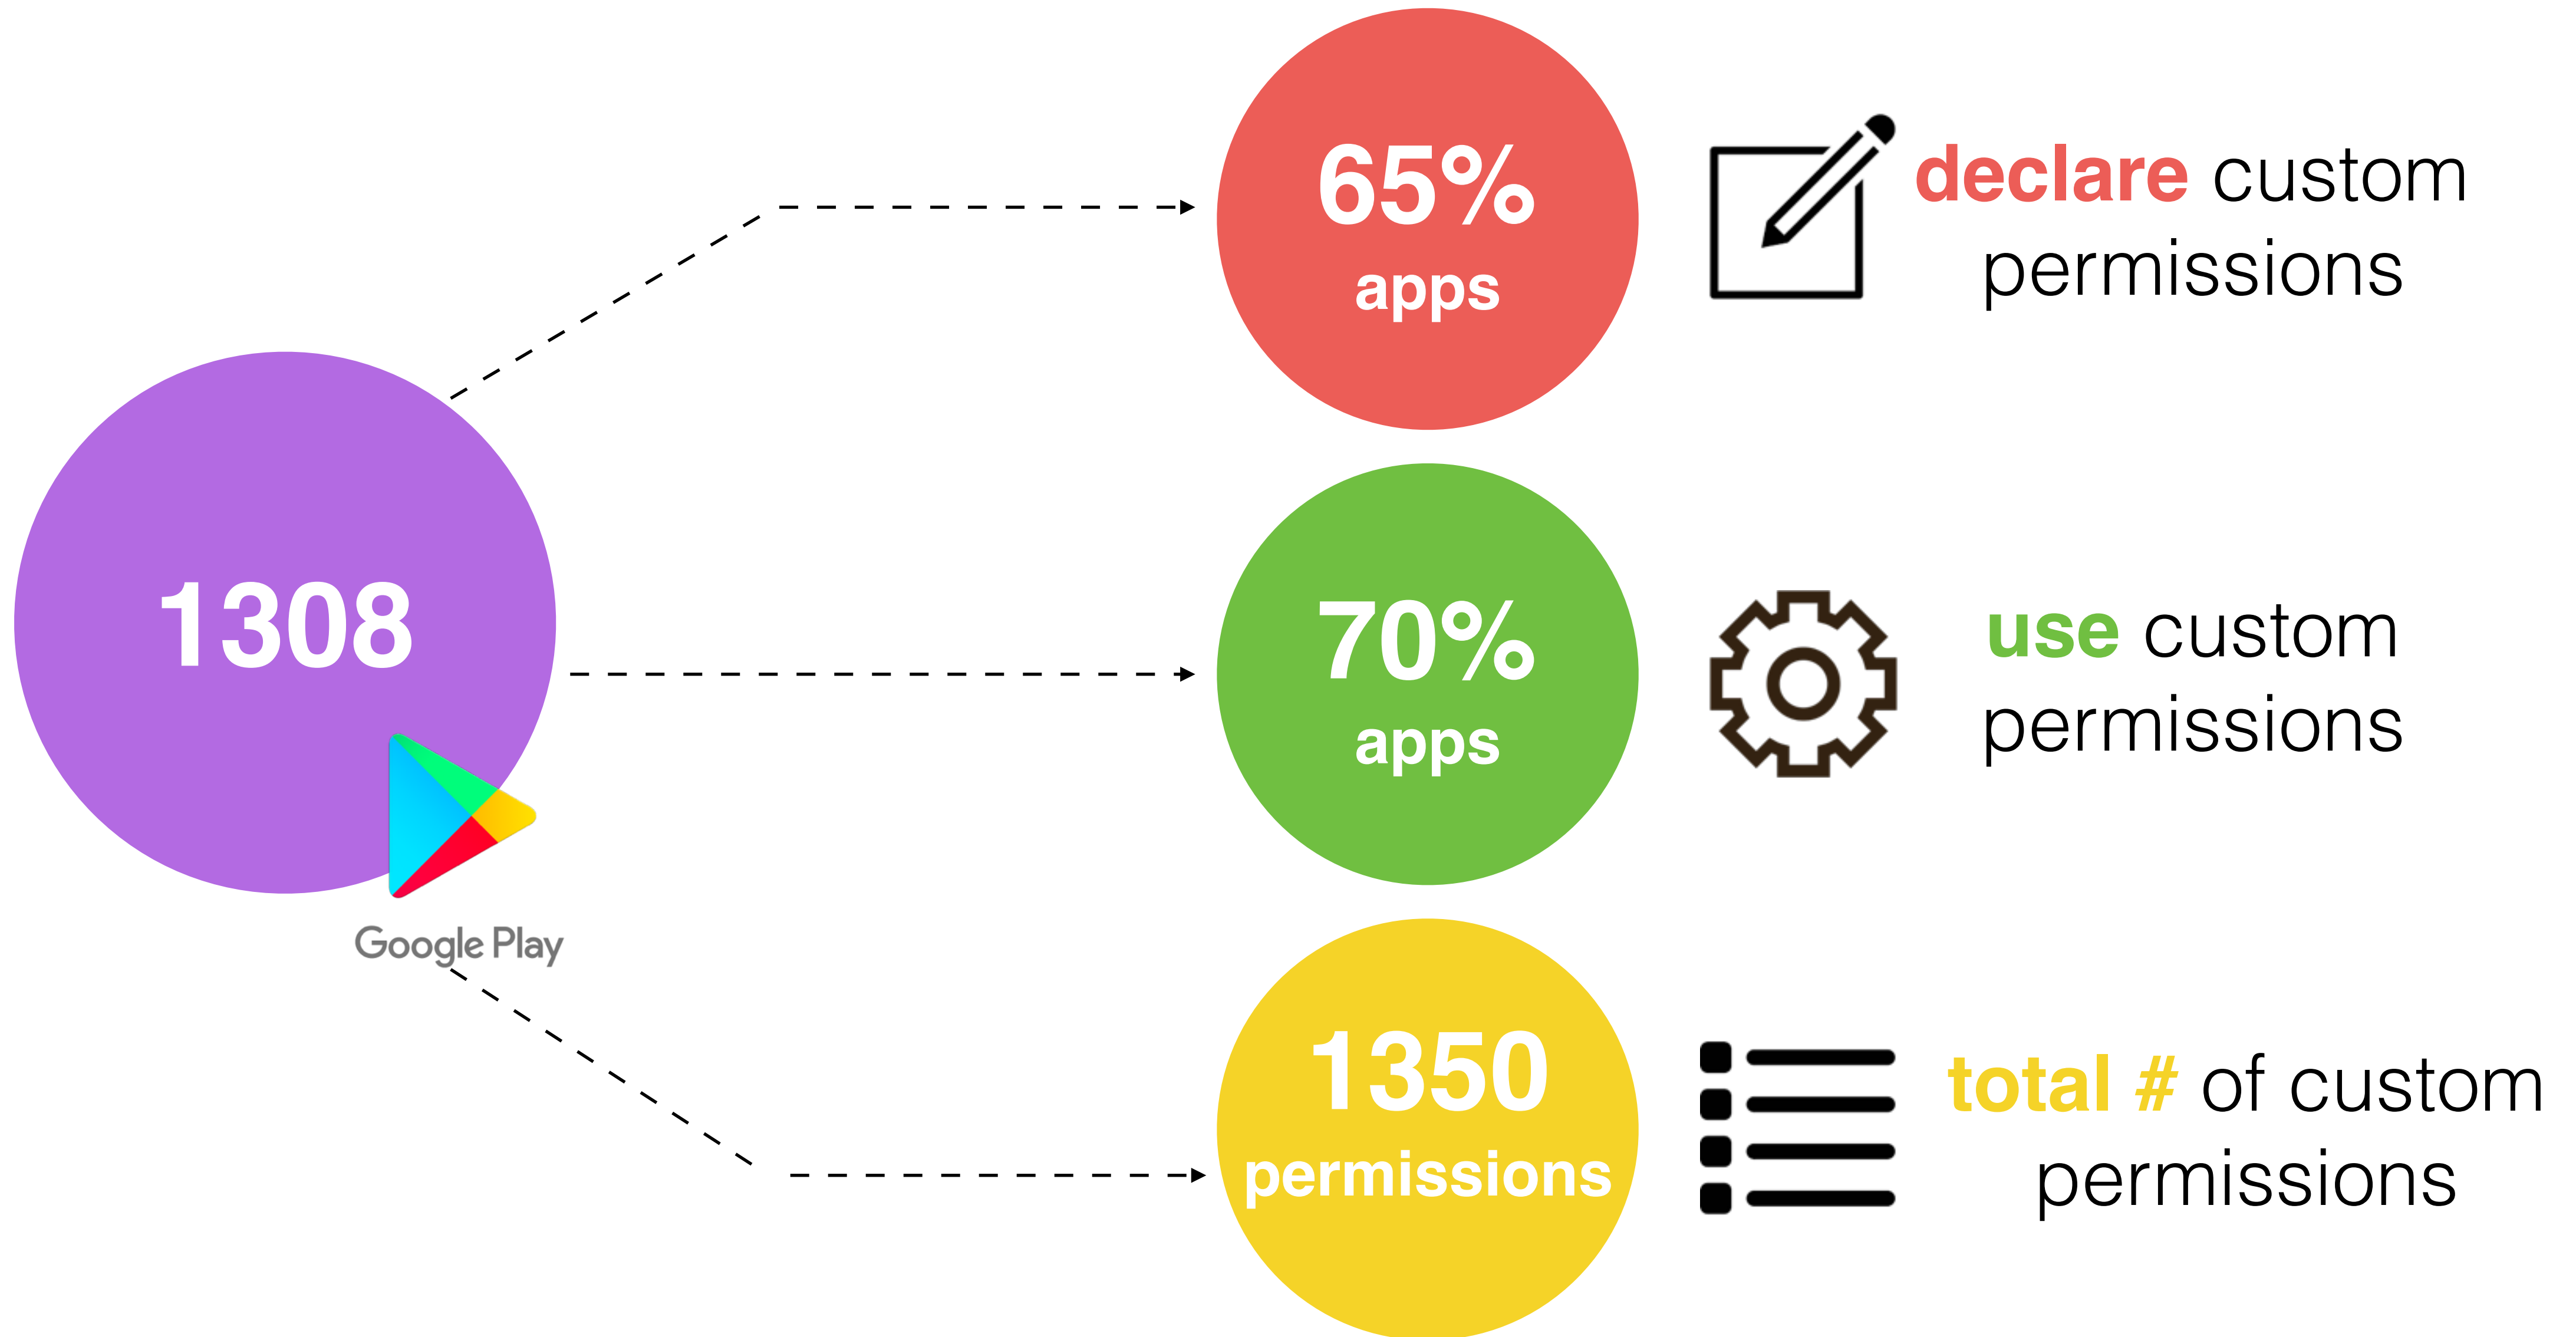 65%
apps
declare custom
permissions
1308
Google Play
70%
apps
use custom
permissions
1350
permissions
total # of custom
permissions